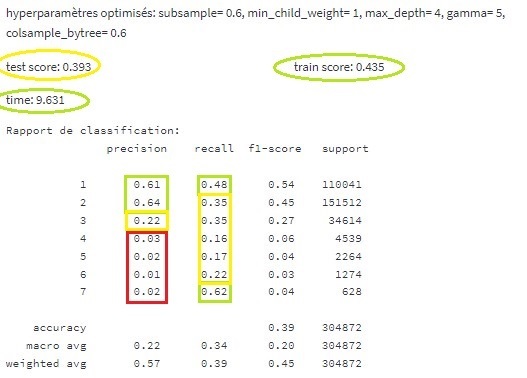 hyperparamètres optimisés: subsample= 0.6, min_child_weight= 1, max_depth= 4, gamma= 5,
colsample_bytree= 0.6
test score: 0.393 train score: 0.435
time: 9.631
Rapport de classification:
precision recall f1-score support
1 0.61 0.48 0.54 110041
2 0.64 0.35 0.45 151512
3 0.22 0.35 0.27 34614
4 0.03 0.16 0.06 4539
5 0.02 0.17 0.04 2264
6 0.01 0.22 0.03 1274
7 0.02 0.62 0.04 628
accuracy 0.39 304872
macro avg 0.22 0.34 0.20 304872
weighted avg 0.57 0.39 0.45 304872